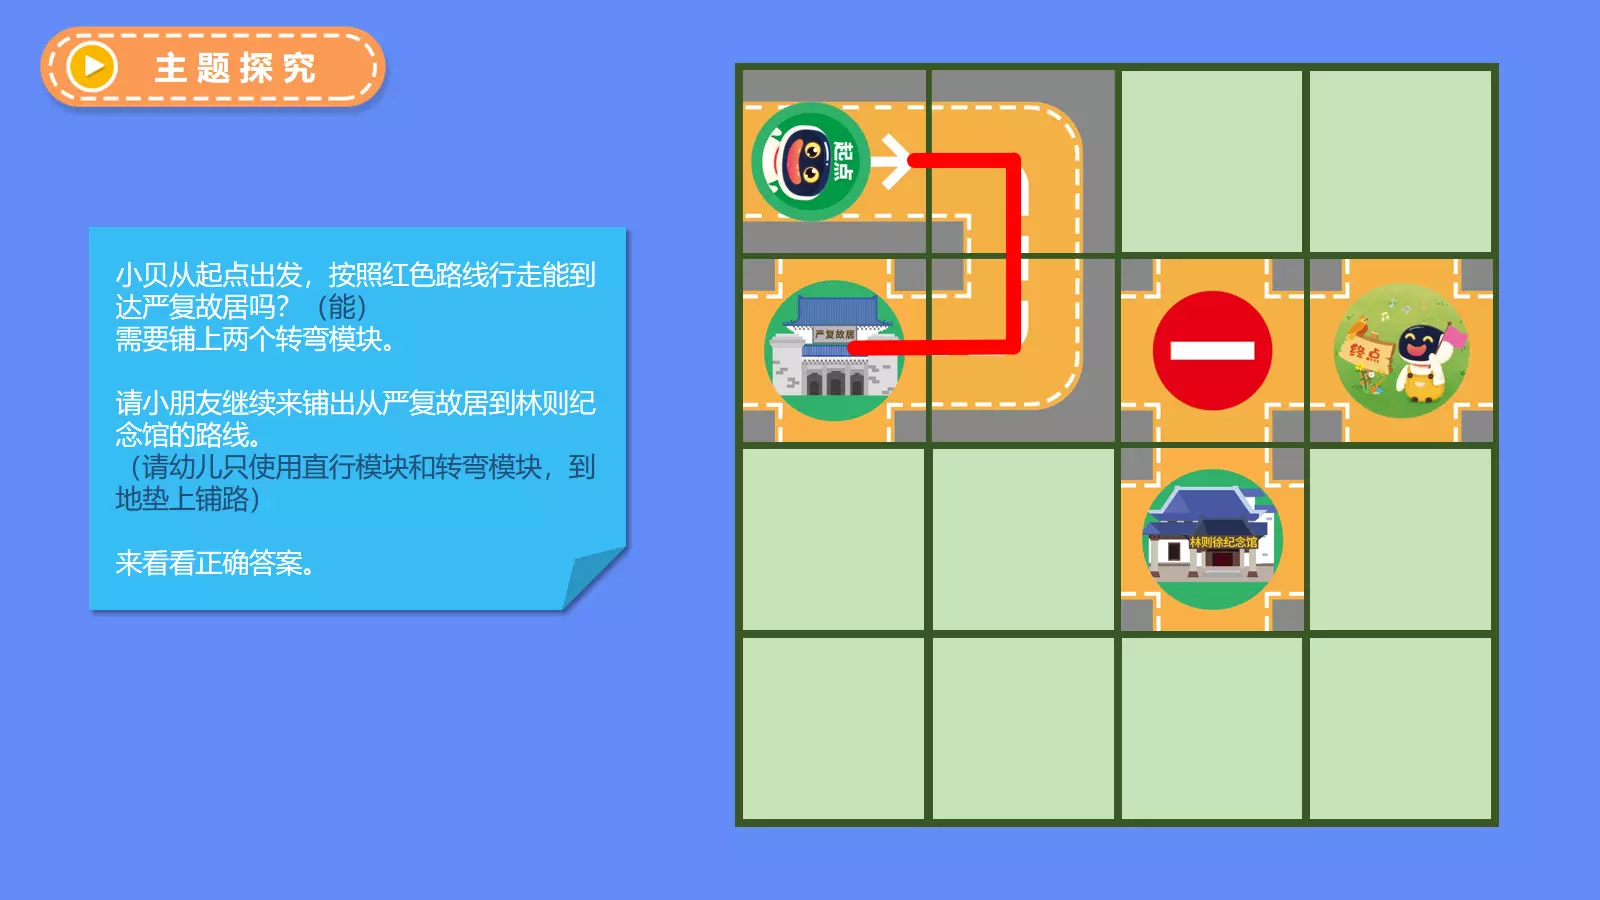 主题探究
小贝从起点出发，按照红色路线行走能到
达严复故居吗？（能）
需要铺上两个转弯模块。
请小朋友继续来铺出从严复故居到林则纪
念馆的路线。
（请幼儿只使用直行模块和转弯模块，到
地垫上铺路）
来看看正确答案。
起点
严复故居
终点
林则徐纪念馆